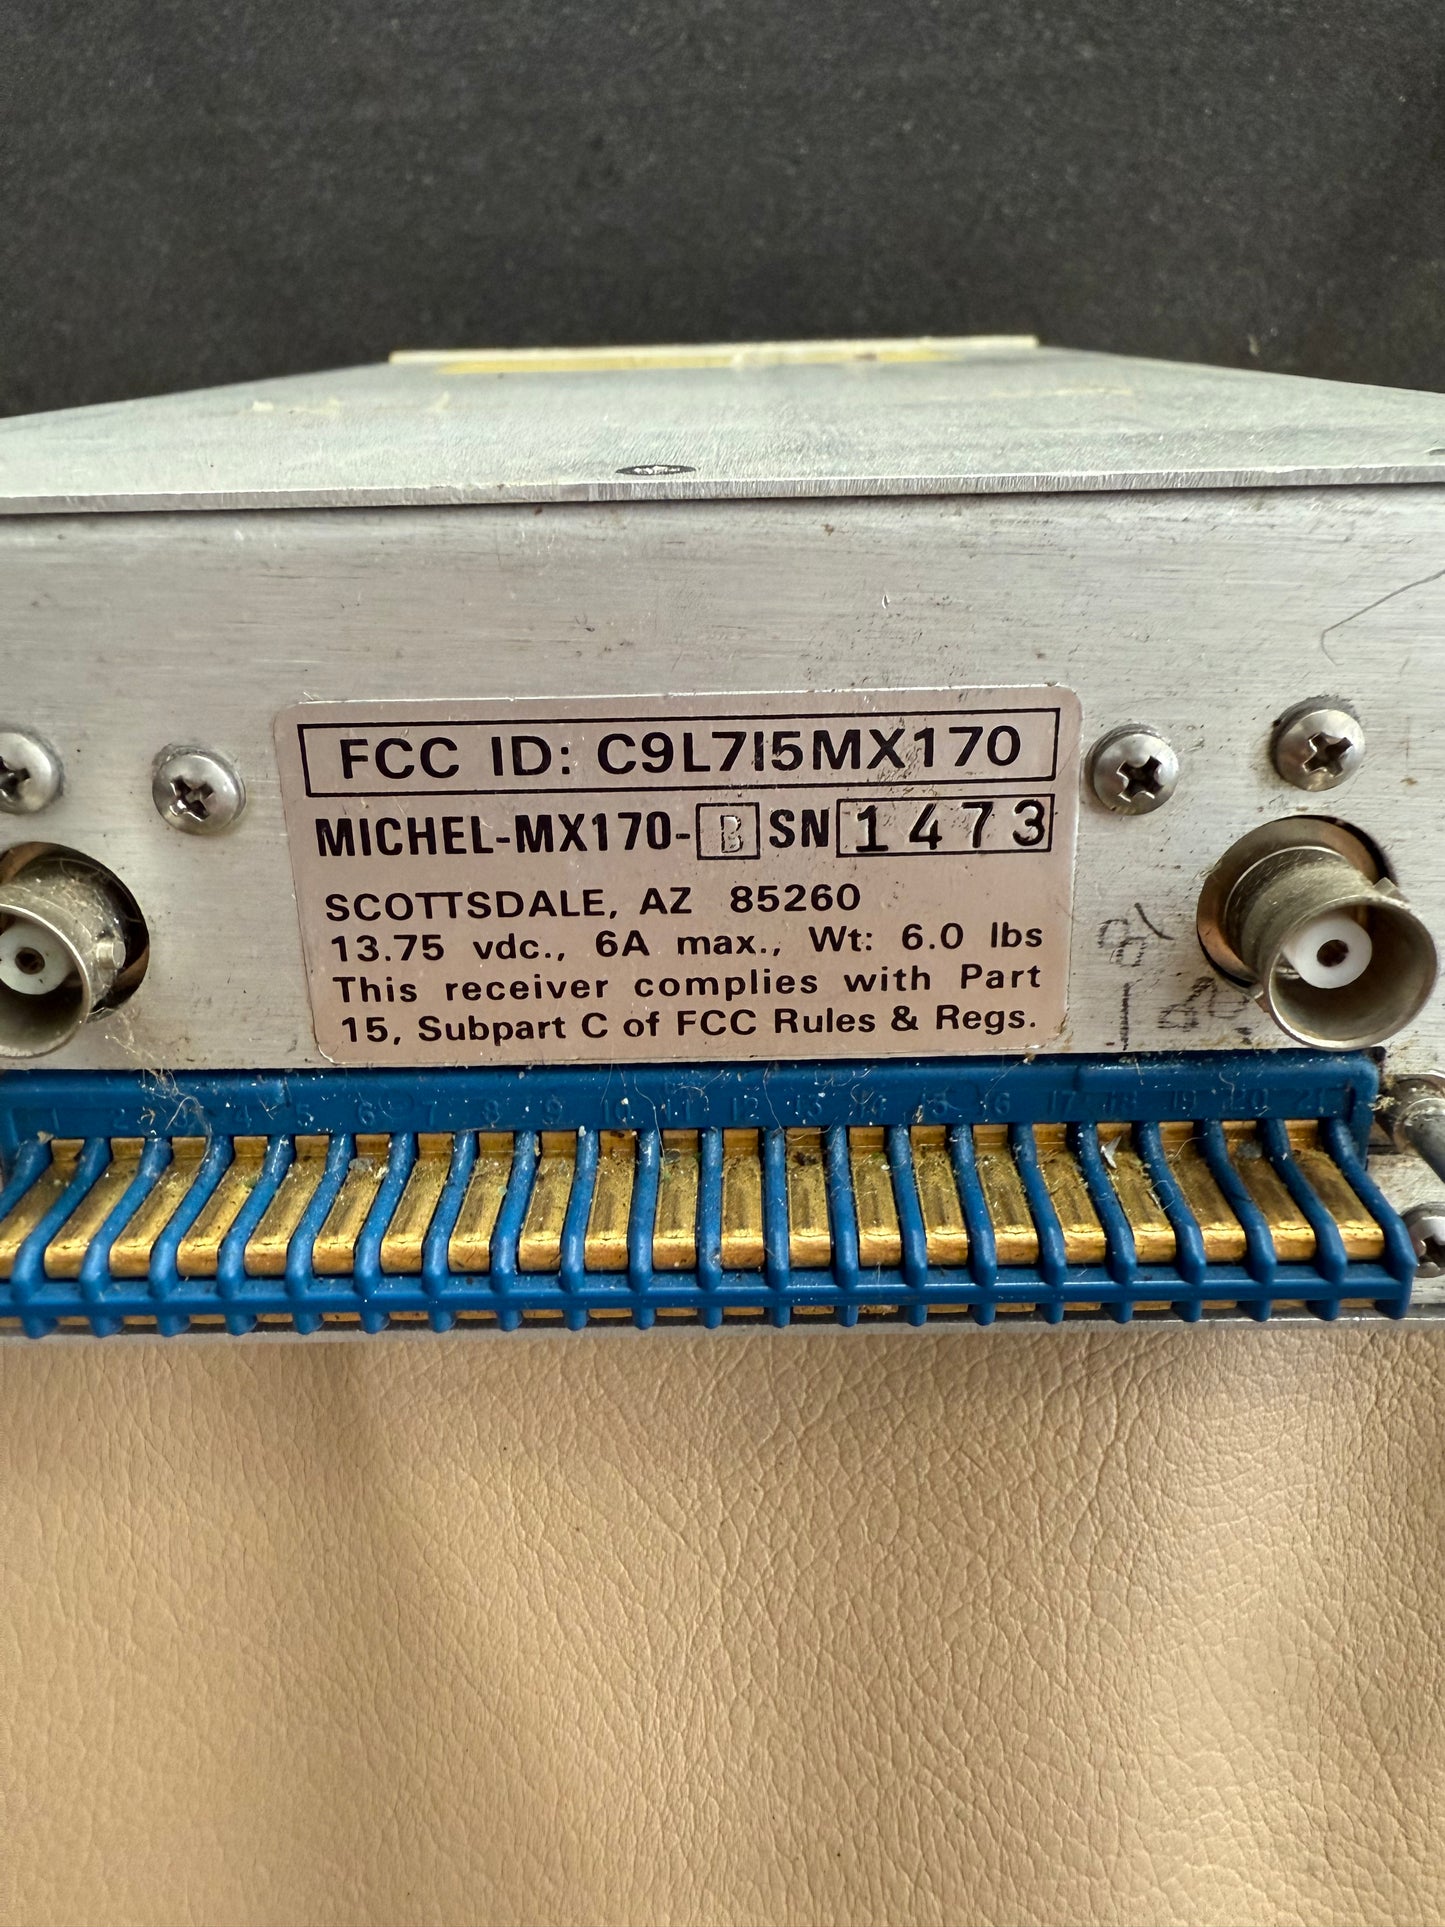 FCC ID: C9L7I5MX170
MICHEL-MX170-B SN 1473
SCOTTSDALE, AZ 85260
13.75 vdc., 6A max., Wt: 6.0 lbs
This receiver complies with Part
15, Subpart C of FCC Rules & Regs.
1 2 3 4 5 6 7 8 9 10 11 12 13 14 15 16 17 18 19 20 21